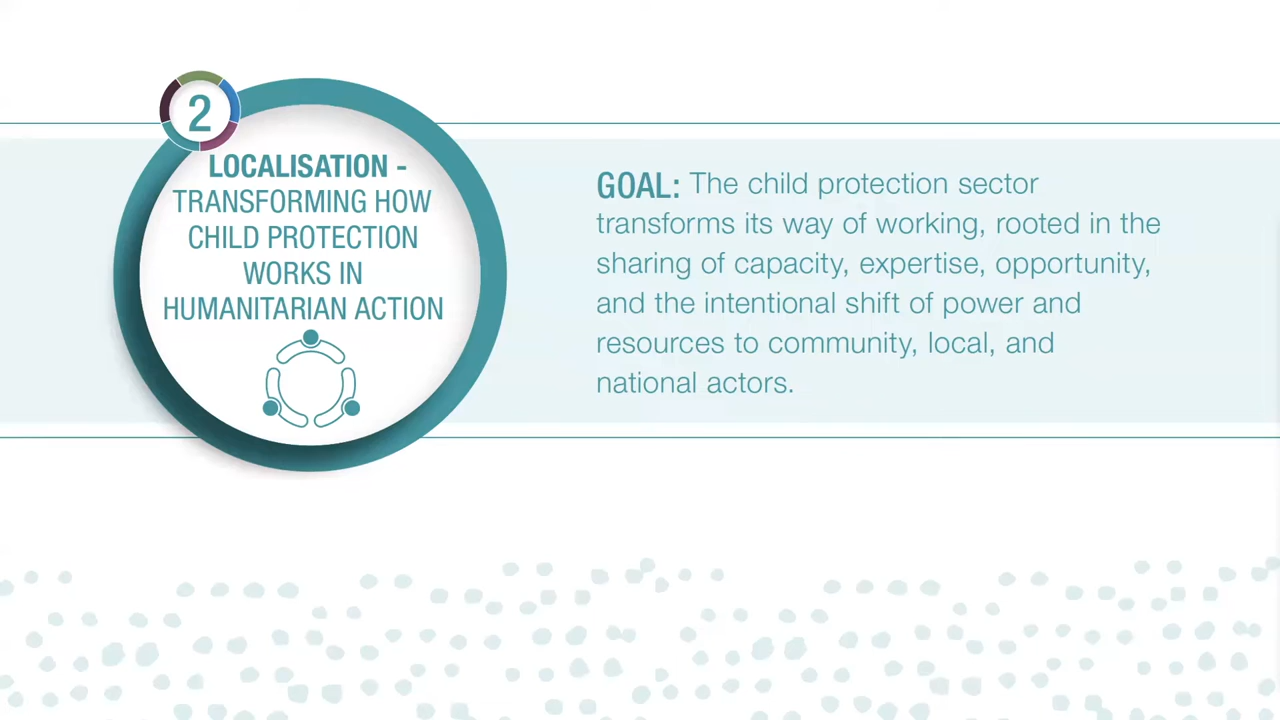 2
LOCALISATION -
TRANSFORMING HOW
CHILD PROTECTION
WORKS IN
HUMANITARIAN ACTION
GOAL: The child protection sector
transforms its way of working, rooted in the
sharing of capacity, expertise, opportunity,
and the intentional shift of power and
resources to community, local, and
national actors.